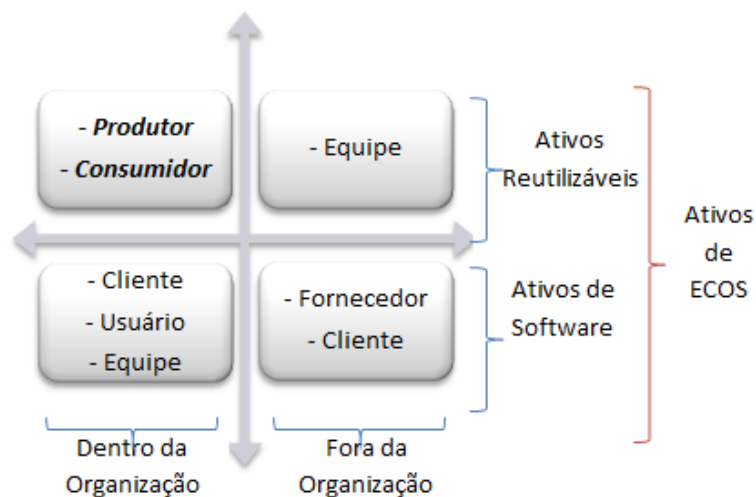 - Produtor
- Consumidor
- Equipe
Ativos
Reutilizáveis
- Cliente
- Usuário
- Equipe
- Fornecedor
- Cliente
Ativos de
Software
Ativos
de
ECOS
Dentro da
Organização
Fora da
Organização